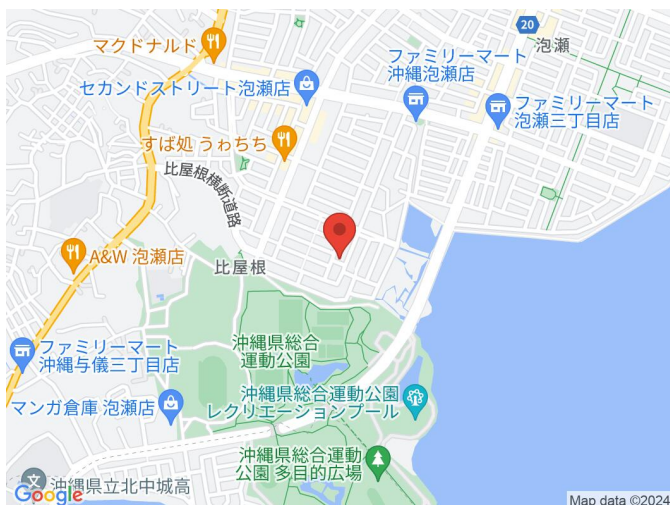 マクドナルド
20
泡瀬
ファミリーマート
沖縄泡瀬店
セカンドストリート泡瀬店
ファミリーマート
泡瀬三丁目店
すば処 うゎちち
比屋根横断道路
A&W 泡瀬店
比屋根
沖縄県総合
運動公園
ファミリーマート
沖縄与儀三丁目店
沖縄県総合運動公園
レクリエーションプール
マンガ倉庫 泡瀬店
沖縄県総合運動
公園 多目的広場
沖縄県立北中城高
Google
Map data ©2024